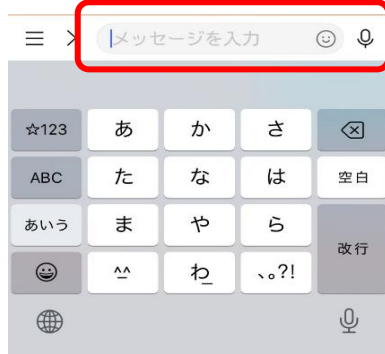 メッセージを入力
☆123 あ か さ
ABC た な は 空白
あいう ま や ら
改行
^^ わ_ 、。?!